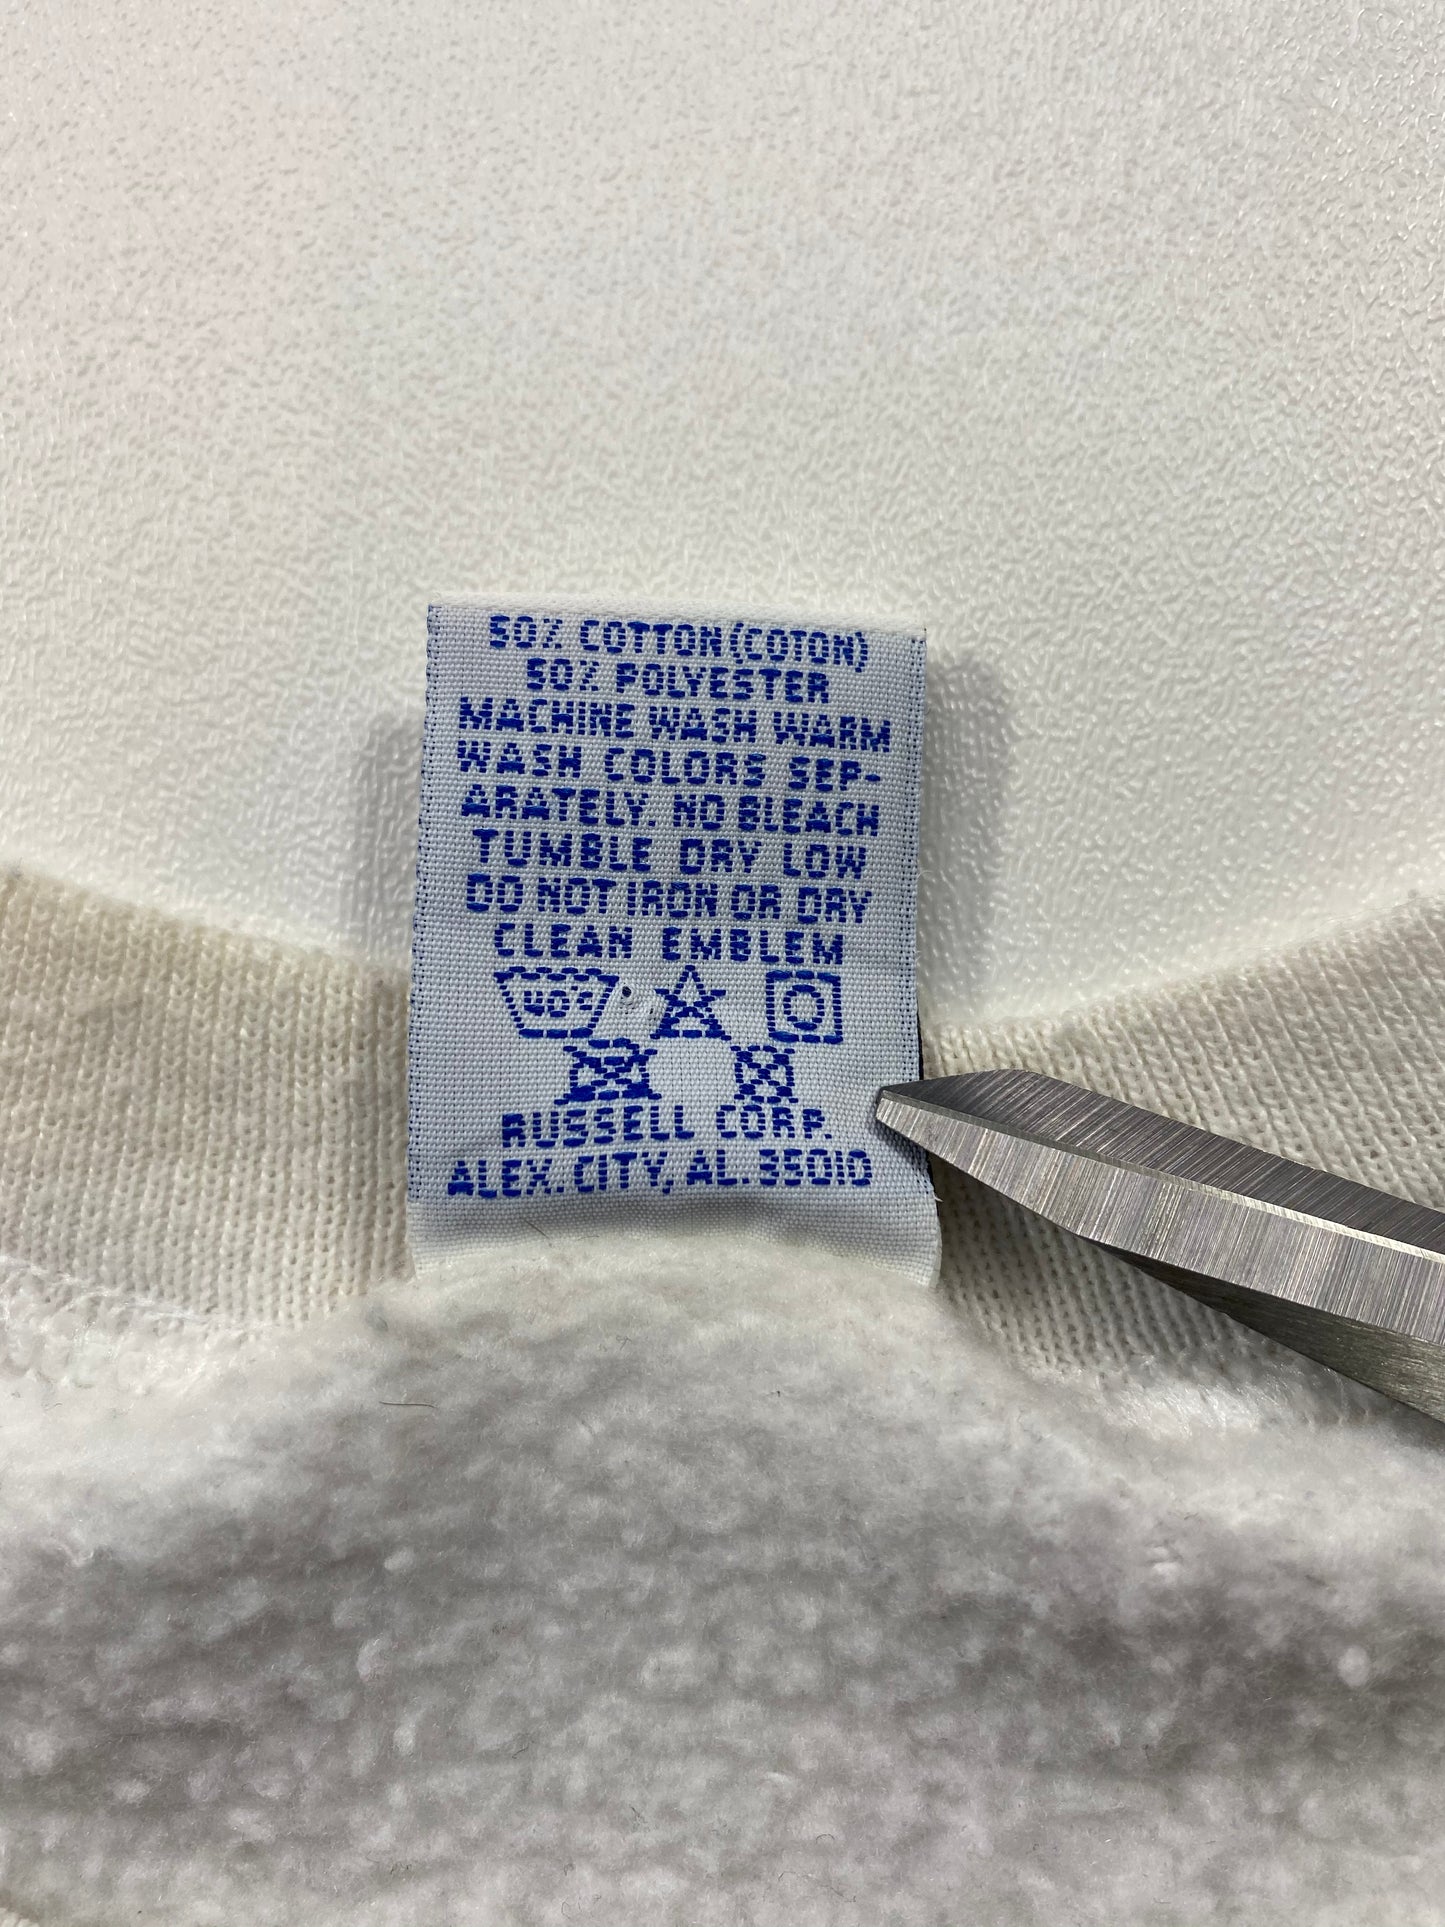 50% COTTON (COTON)
50% POLYESTER
MACHINE WASH WARM
WASH COLORS SEP-
ARATELY. NO BLEACH
TUMBLE DRY LOW
DO NOT IRON OR DRY
CLEAN EMBLEM
40°C
RUSSELL CORP.
ALEX. CITY, AL. 35010